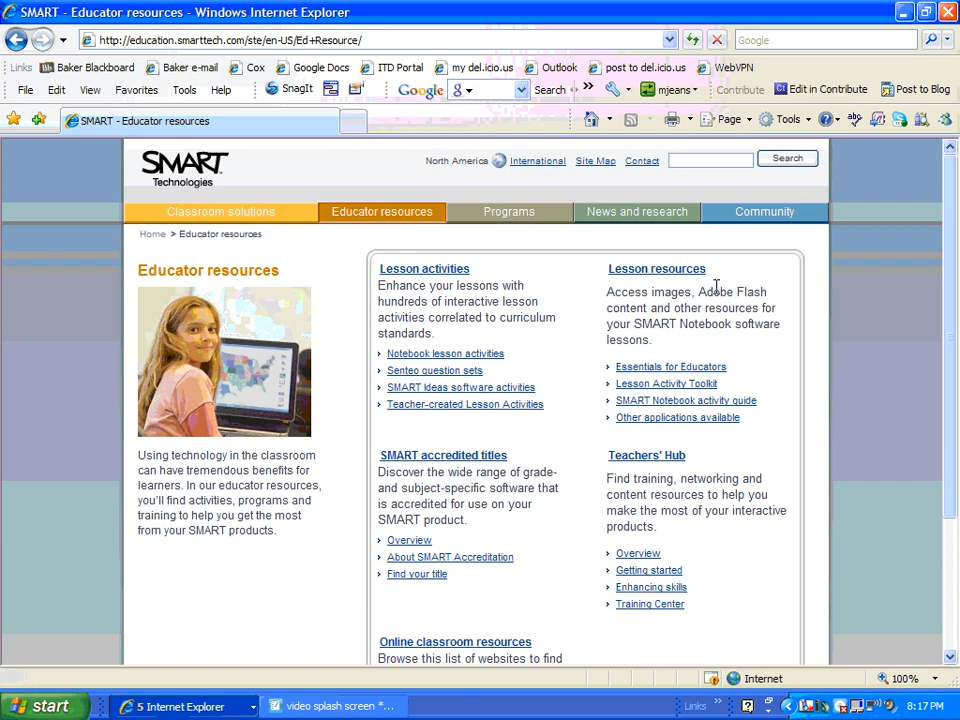 SMART - Educator resources - Windows Internet Explorer
http://education.smarttech.com/ste/en-US/Ed+Resource/
Google
Links Baker Blackboard Baker e-mail Cox Google Docs ITD Portal my del.icio.us Outlook post to del.icio.us WebVPN
File Edit View Favorites Tools Help SnagIt Google Search » mjeans Contribute Edit in Contribute Post to Blog
SMART - Educator resources Page Tools
SMART
Technologies
North America International Site Map Contact Search
Classroom solutions Educator resources Programs News and research Community
Home > Educator resources
Educator resources
Using technology in the classroom
can have tremendous benefits for
learners. In our educator resources,
you'll find activities, programs and
training to help you get the most
from your SMART products.
Lesson activities
Enhance your lessons with
hundreds of interactive lesson
activities correlated to curriculum
standards.
Notebook lesson activities
Senteo question sets
SMART Ideas software activities
Teacher-created Lesson Activities
Lesson resources
Access images, Adobe Flash
content and other resources for
your SMART Notebook software
lessons.
Essentials for Educators
Lesson Activity Toolkit
SMART Notebook activity guide
Other applications available
SMART accredited titles
Discover the wide range of grade-
and subject-specific software that
is accredited for use on your
SMART product.
Overview
About SMART Accreditation
Find your title
Teachers' Hub
Find training, networking and
content resources to help you
make the most of your interactive
products.
Overview
Getting started
Enhancing skills
Training Center
Online classroom resources
Browse this list of websites to find
Internet 100%
start 5 Internet Explorer video splash screen *... Links » 8:17 PM